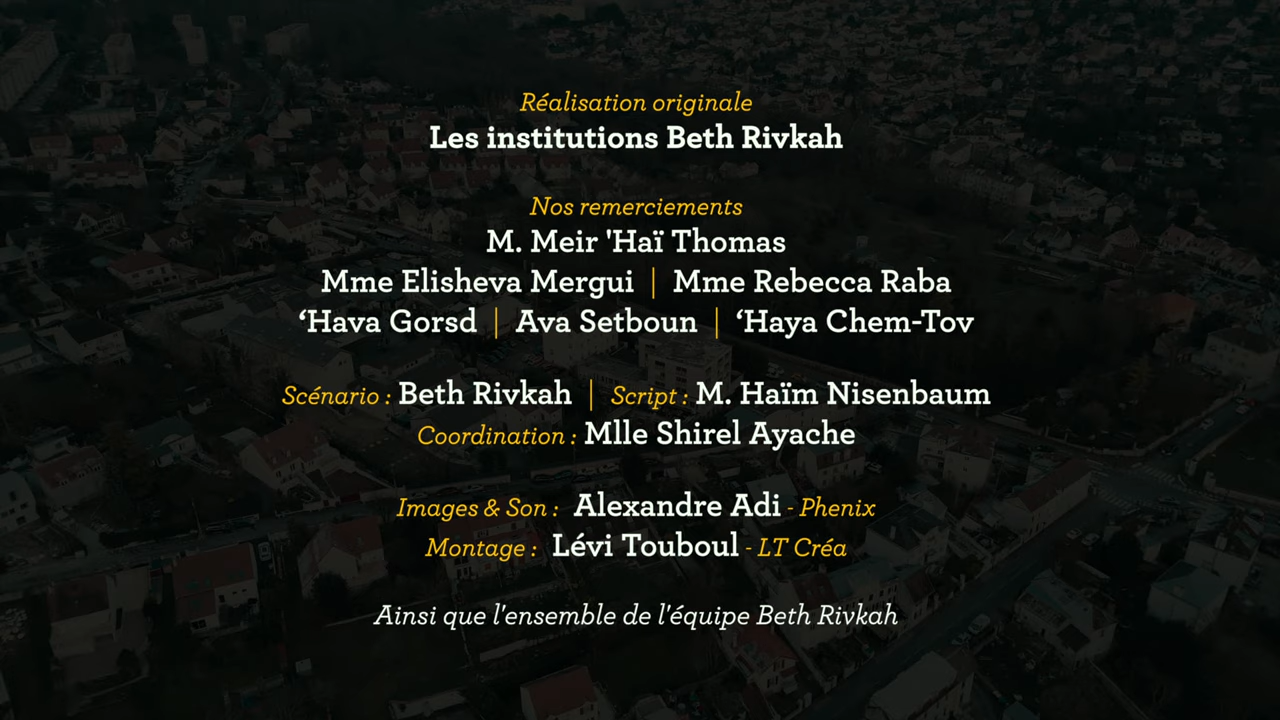 Réalisation originale
Les institutions Beth Rivkah
Nos remerciements
M. Meir 'Haï Thomas
Mme Elisheva Mergui | Mme Rebecca Raba
‘Hava Gorsd | Ava Setboun | ‘Haya Chem-Tov
Scénario : Beth Rivkah | Script : M. Haïm Nisenbaum
Coordination : Mlle Shirel Ayache
Images & Son : Alexandre Adi - Phenix
Montage : Lévi Touboul - LT Créa
Ainsi que l'ensemble de l'équipe Beth Rivkah